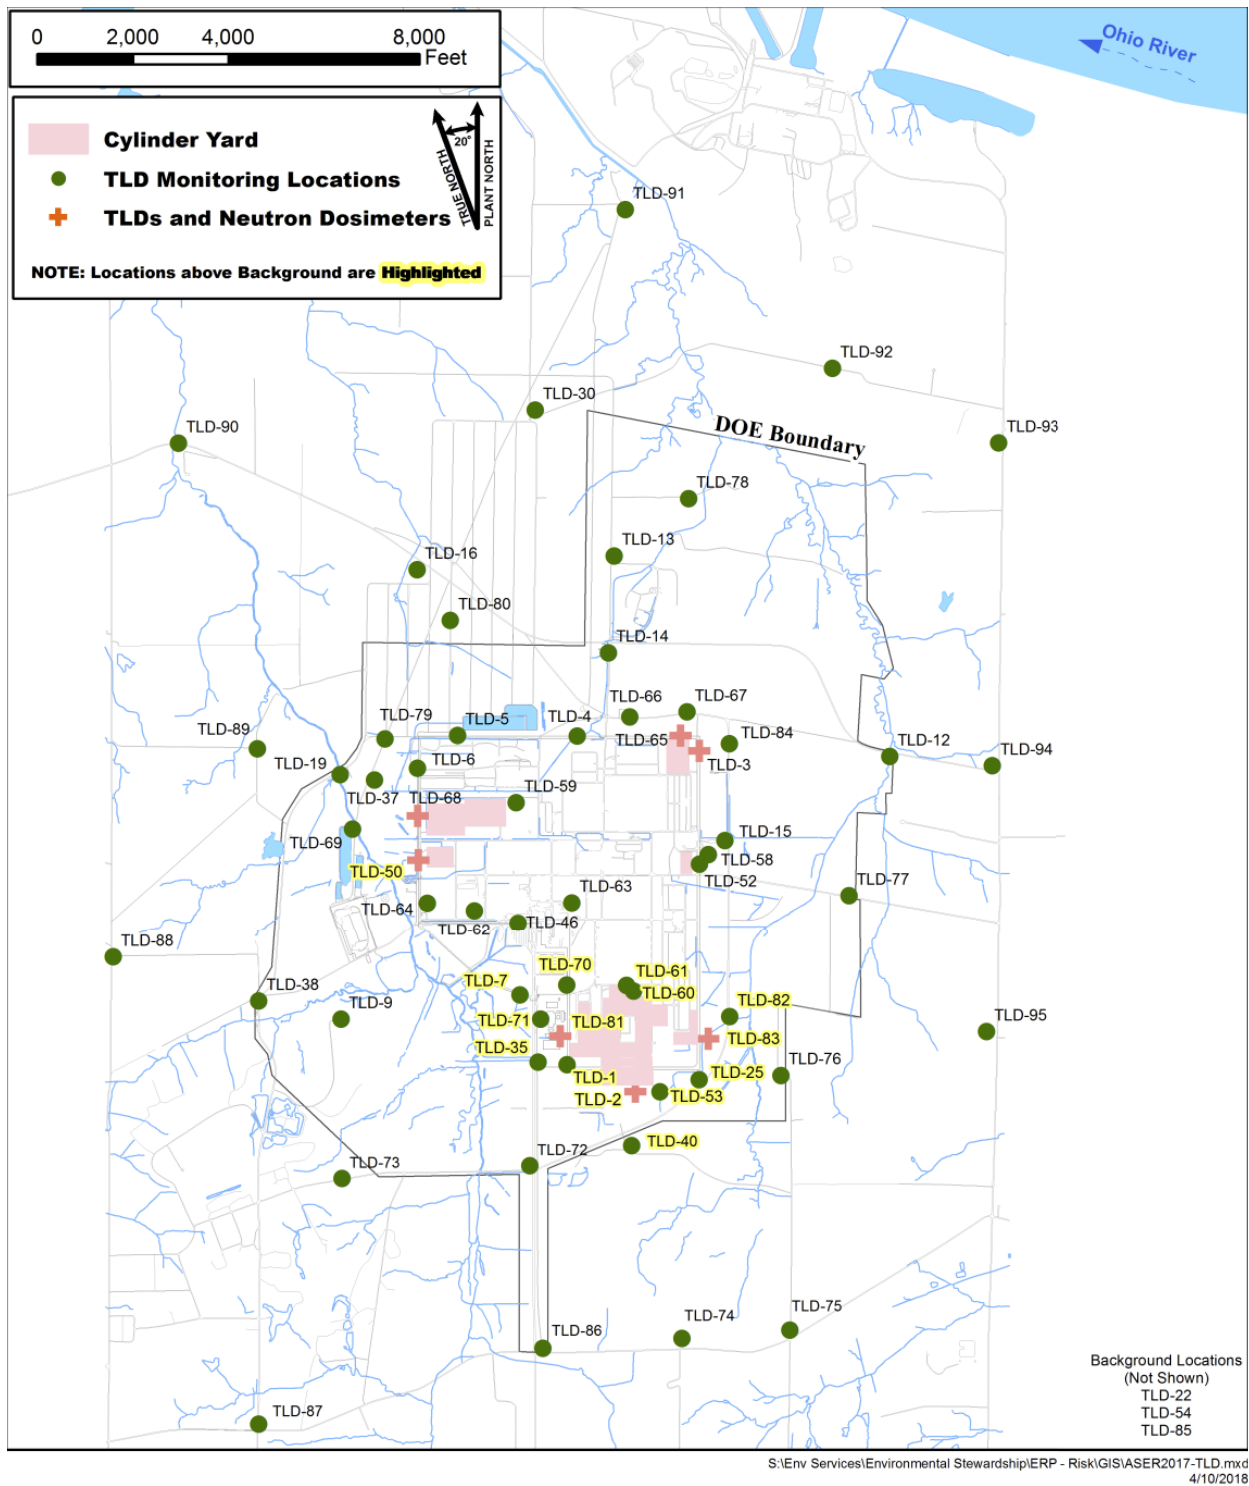 0 2,000 4,000 8,000
Feet
Ohio River
Cylinder Yard
TLD Monitoring Locations
TLDs and Neutron Dosimeters
NOTE: Locations above Background are Highlighted
20°
TRUE NORTH
PLANT NORTH
TLD-91
TLD-92
TLD-30
DOE Boundary
TLD-90
TLD-93
TLD-78
TLD-13
TLD-16
TLD-80
TLD-14
TLD-66
TLD-67
TLD-79
TLD-5
TLD-4
TLD-89
TLD-65
TLD-84
TLD-12
TLD-94
TLD-19
TLD-6
TLD-3
TLD-59
TLD-37
TLD-68
TLD-69
TLD-15
TLD-58
TLD-50
TLD-52
TLD-77
TLD-63
TLD-64
TLD-62
TLD-46
TLD-88
TLD-70
TLD-61
TLD-7
TLD-60
TLD-38
TLD-9
TLD-82
TLD-71
TLD-81
TLD-95
TLD-83
TLD-35
TLD-76
TLD-1
TLD-25
TLD-2
TLD-53
TLD-40
TLD-72
TLD-73
TLD-75
TLD-74
TLD-86
TLD-87
Background Locations
(Not Shown)
TLD-22
TLD-54
TLD-85
S:\Env Services\Environmental Stewardship\ERP - Risk\GIS\ASER2017-TLD.mxd
4/10/2018